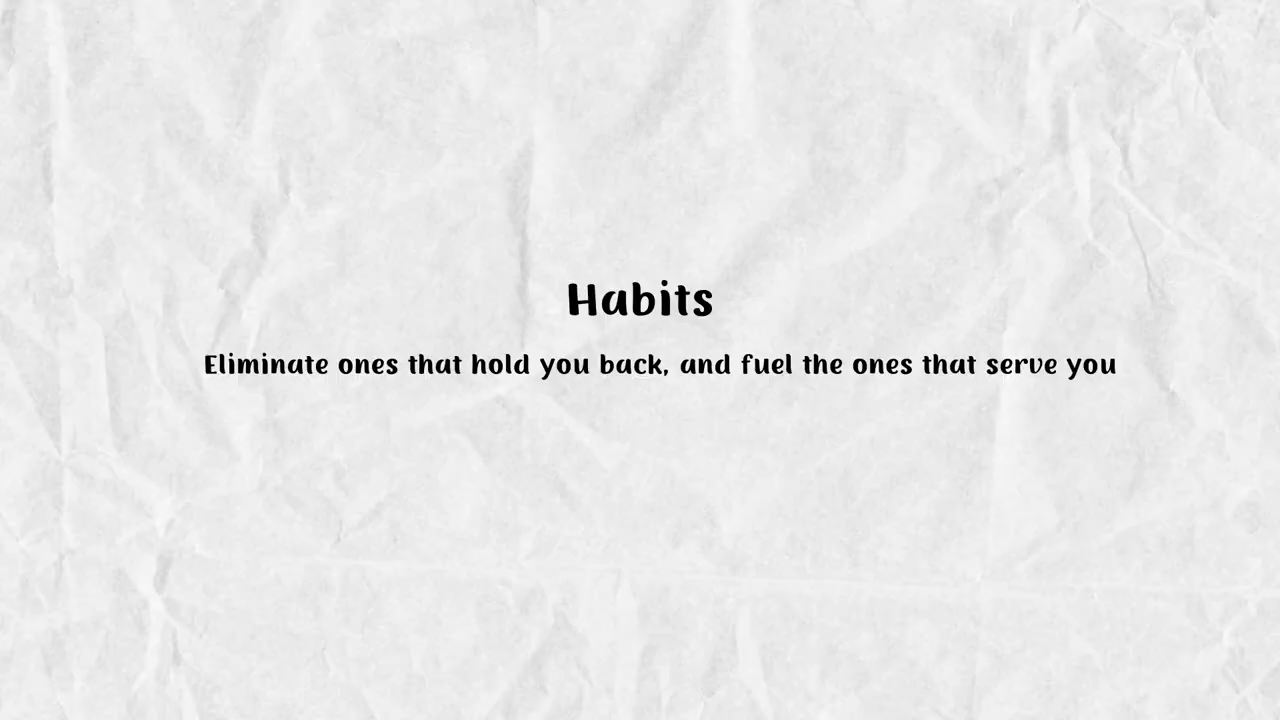 Habits
Eliminate ones that hold you back, and fuel the ones that serve you